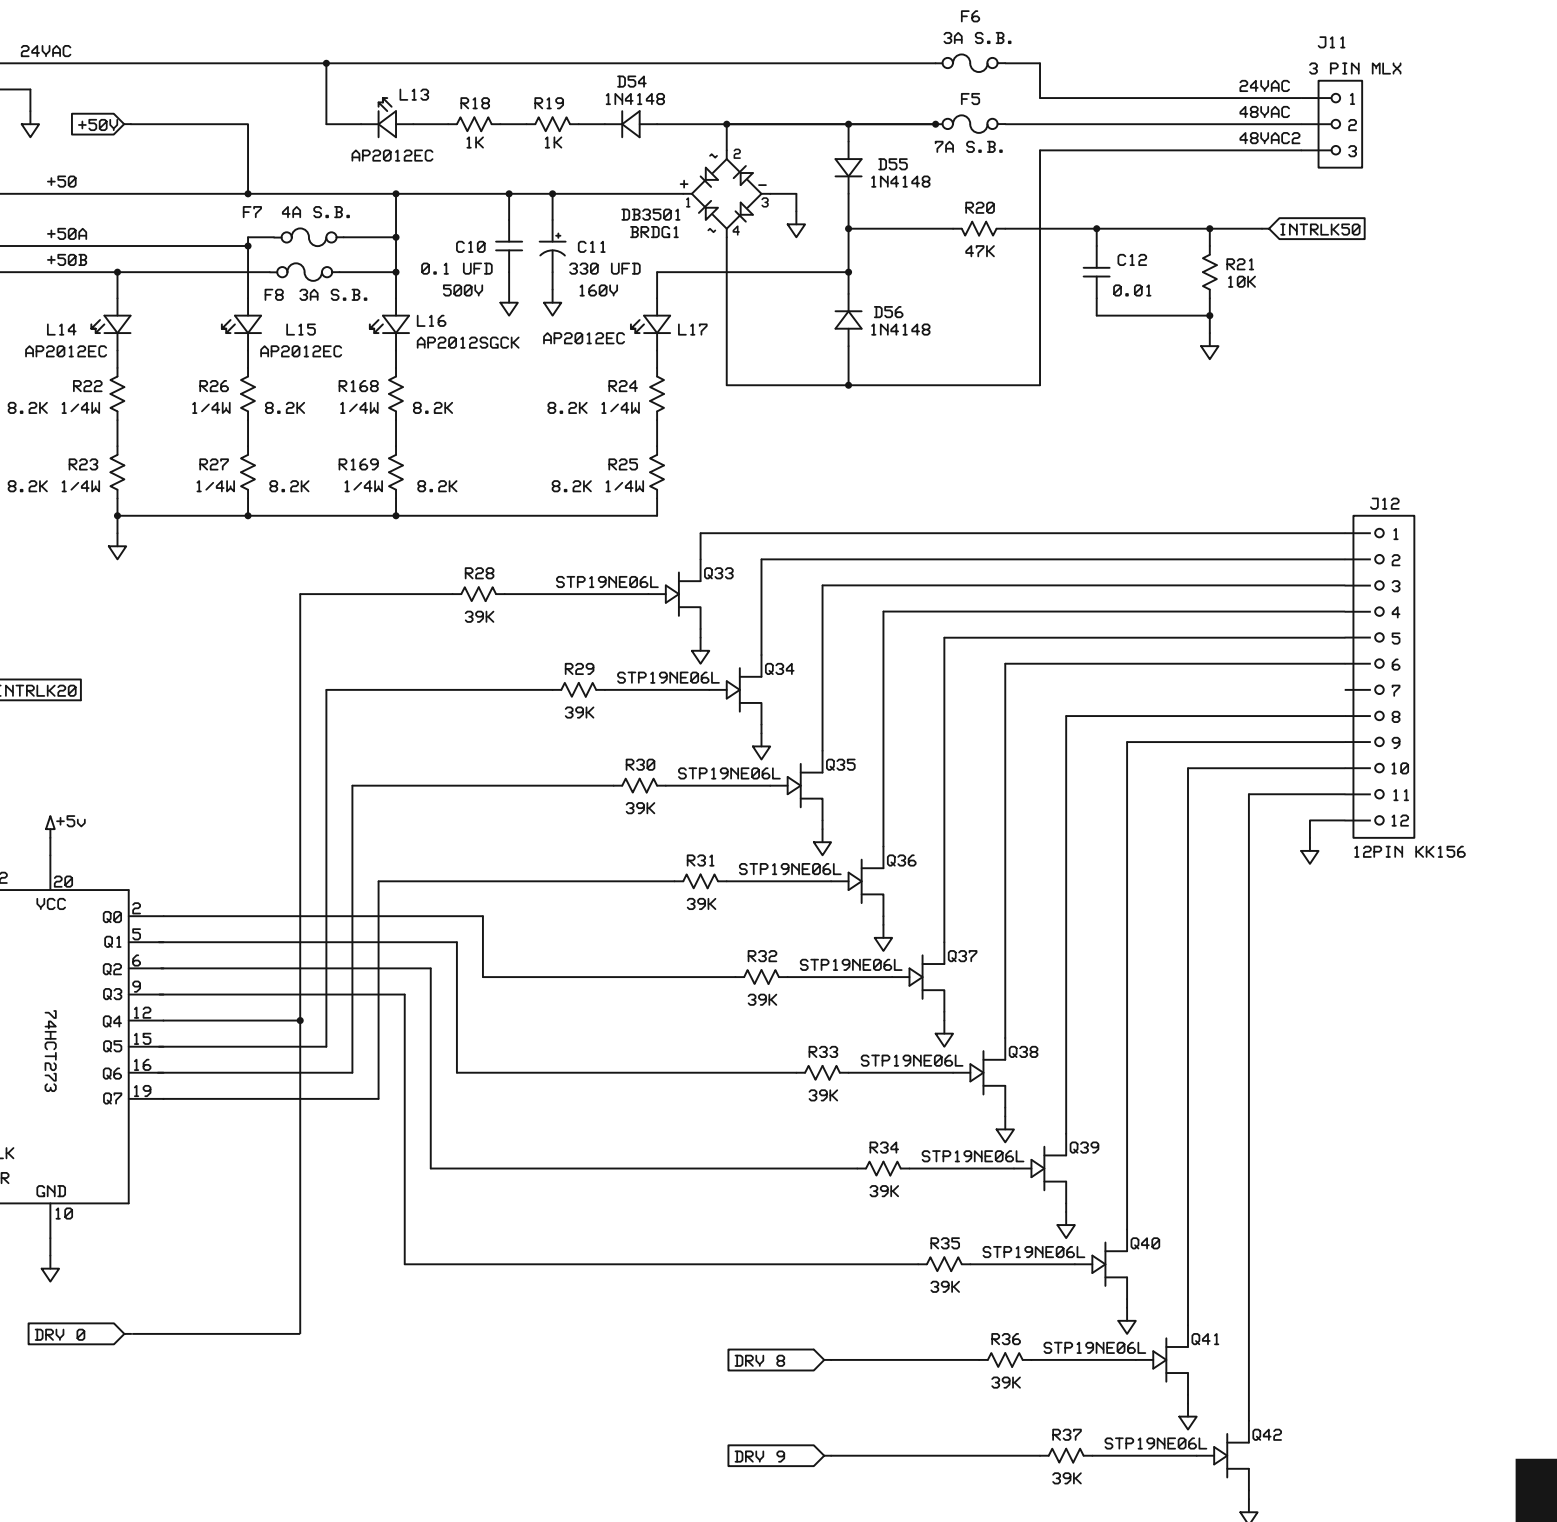 F6
3A S.B.
J11
3 PIN MLX
24VAC
L13
R18
R19
D54
1N4148
F5
24VAC
1
48VAC
2
48VAC2
3
+50V
1K
1K
AP2012EC
7A S.B.
~ 2
D55
1N4148
+50
+
1
−
3
F7 4A S.B.
DB3501
BRDG1
~ 4
R20
47K
INTRLK50
+50A
+50B
C10
0.1 UFD
500V
+
C11
330 UFD
160V
C12
0.01
R21
10K
F8 3A S.B.
L14
AP2012EC
L15
AP2012EC
L16
AP2012SGCK
AP2012EC
L17
D56
1N4148
R22
8.2K 1/4W
R26
1/4W
8.2K
R168
1/4W
8.2K
R24
8.2K 1/4W
R23
8.2K 1/4W
R27
1/4W
8.2K
R169
1/4W
8.2K
R25
8.2K 1/4W
J12
1
2
3
4
5
6
7
8
9
10
11
12
12PIN KK156
R28
39K
STP19NE06L
Q33
R29
39K
STP19NE06L
Q34
NTRLK20
R30
39K
STP19NE06L
Q35
+5v
R31
39K
STP19NE06L
Q36
2
20
VCC
Q0 2
Q1 5
Q2 6
Q3 9
Q4 12
Q5 15
Q6 16
Q7 19
74HCT273
LK
R
GND
10
R32
39K
STP19NE06L
Q37
R33
39K
STP19NE06L
Q38
R34
39K
STP19NE06L
Q39
R35
39K
STP19NE06L
Q40
DRV 0
DRV 8
R36
39K
STP19NE06L
Q41
DRV 9
R37
39K
STP19NE06L
Q42